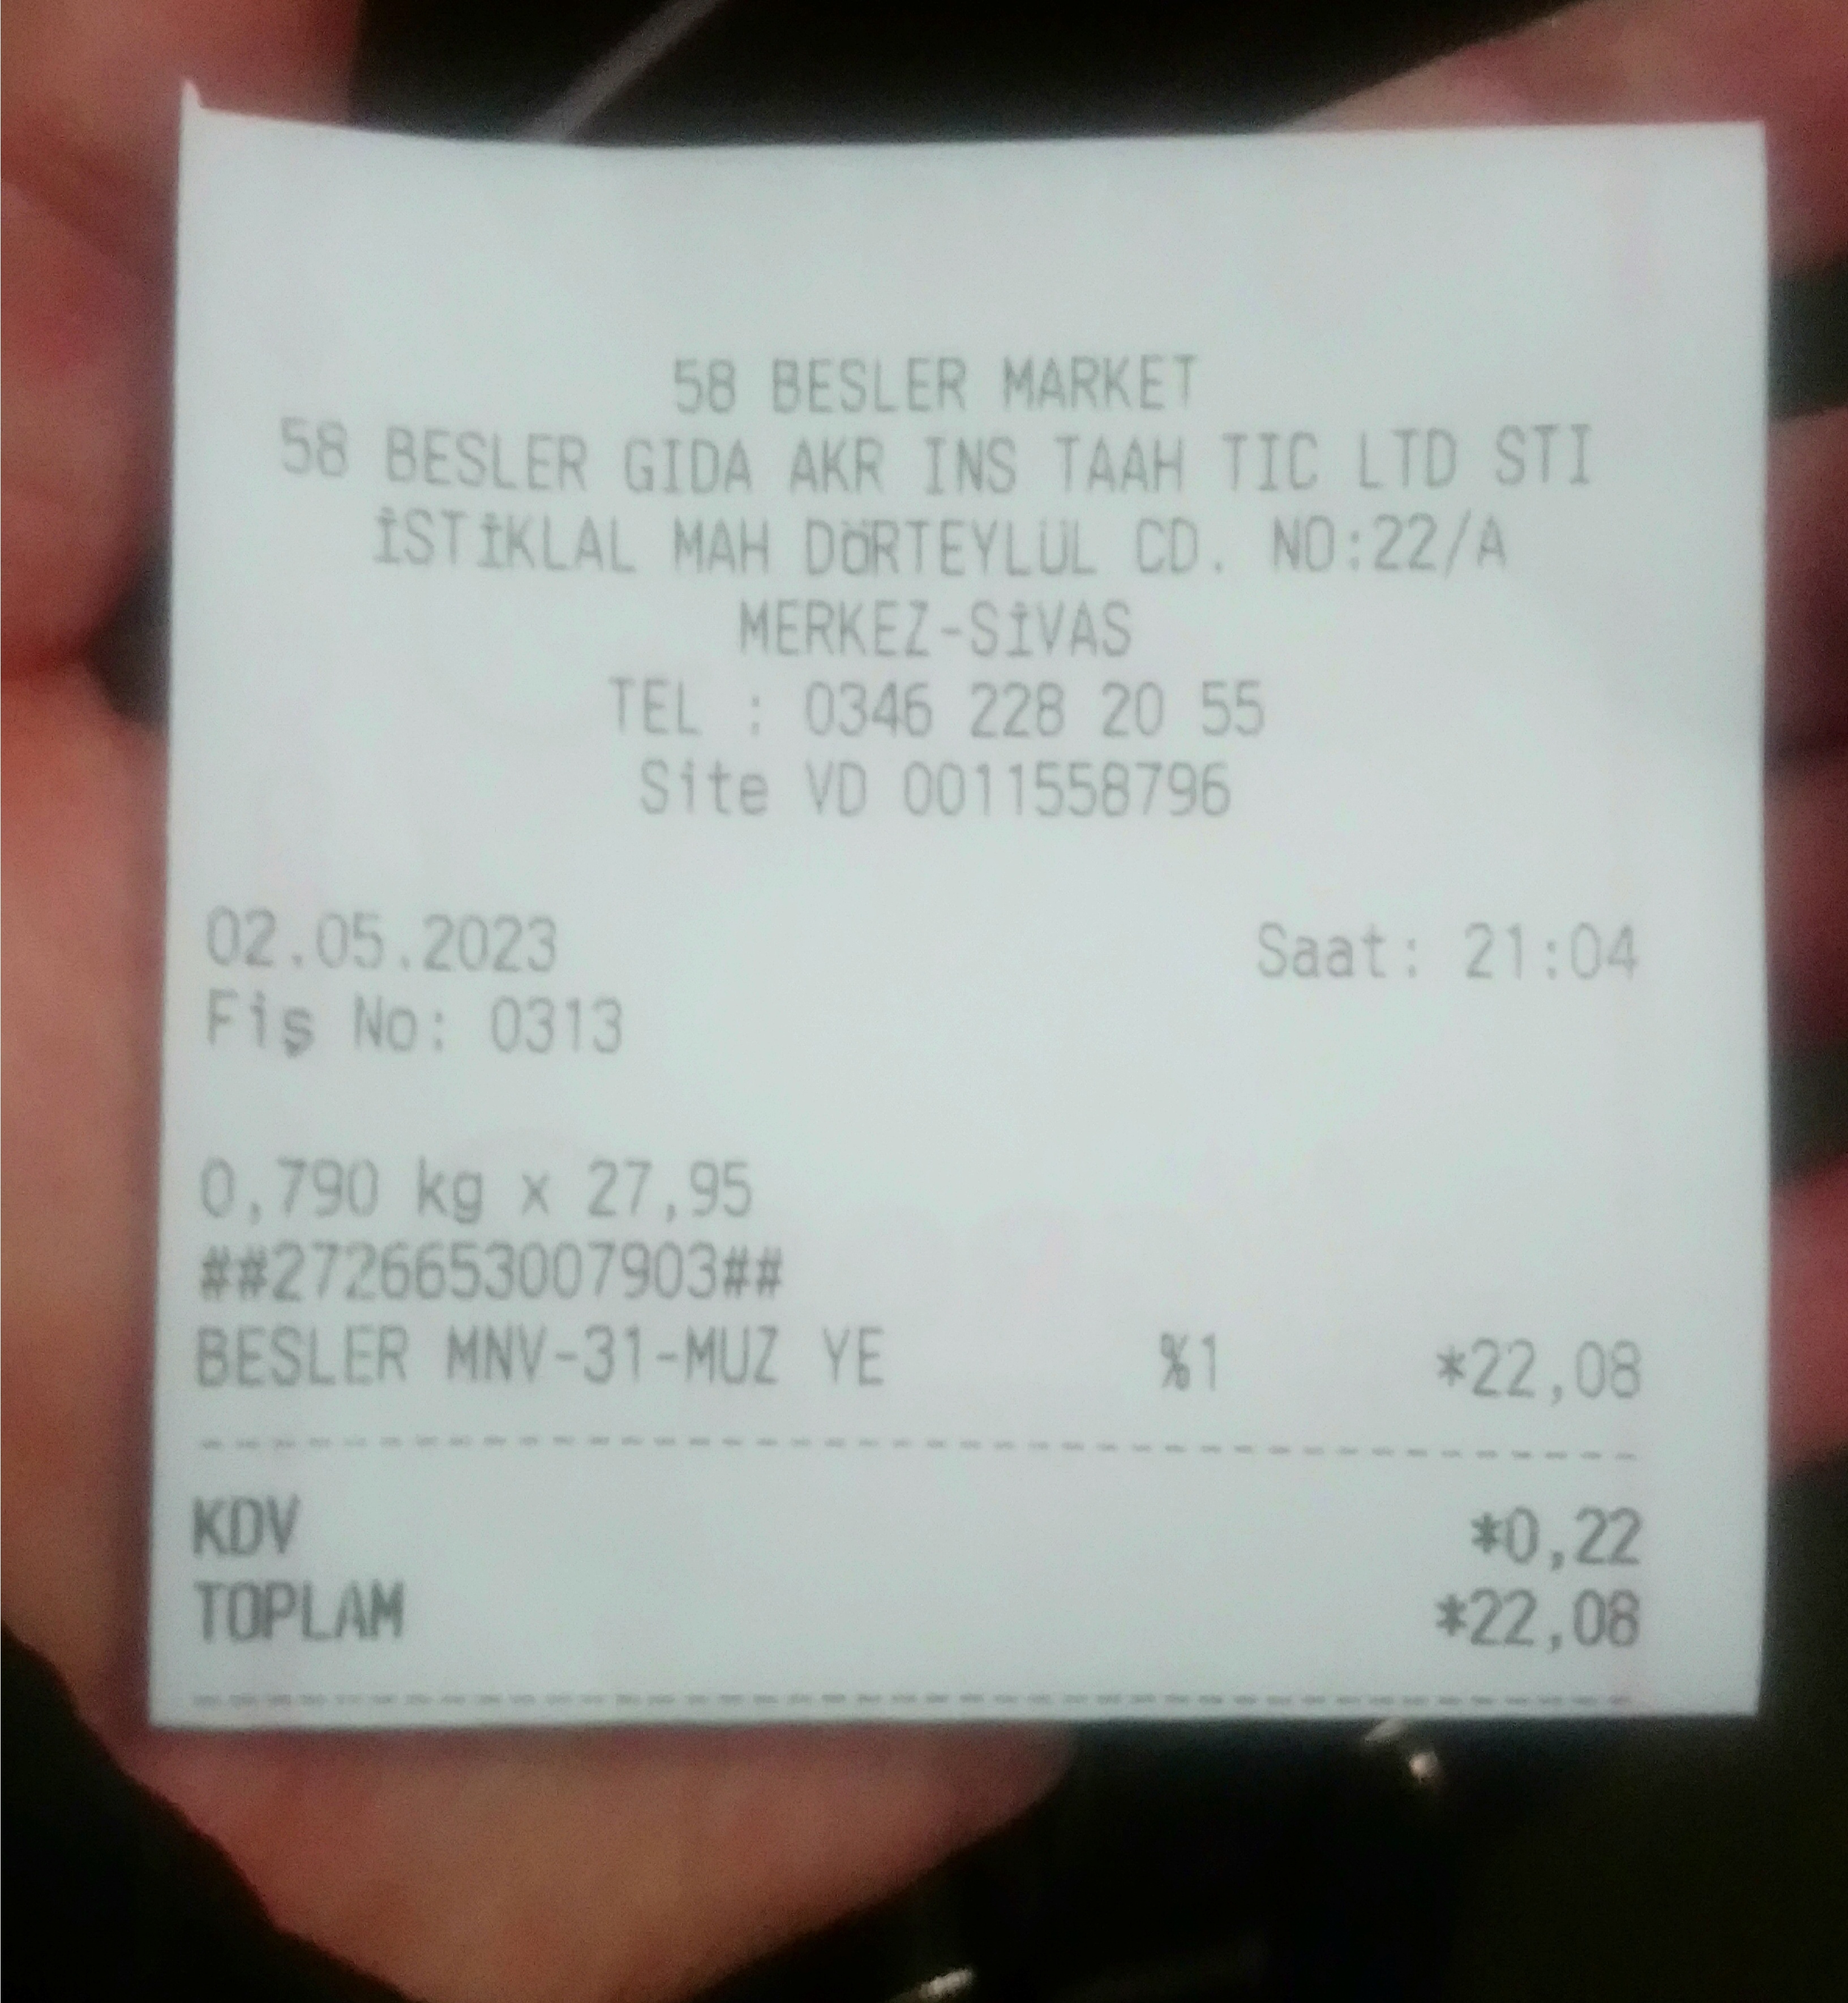 58 BESLER MARKET
58 BESLER GIDA AKR INS TAAH TIC LTD STI
İSTİKLAL MAH DÖRTEYLÜL CD. NO:22/A
MERKEZ-SİVAS
TEL : 0346 228 20 55
Site VD 0011558796
02.05.2023 Saat: 21:04
Fiş No: 0313
0,790 kg x 27,95
##2726653007903##
BESLER MNV-31-MUZ YE %1 *22,08
KDV *0,22
TOPLAM *22,08